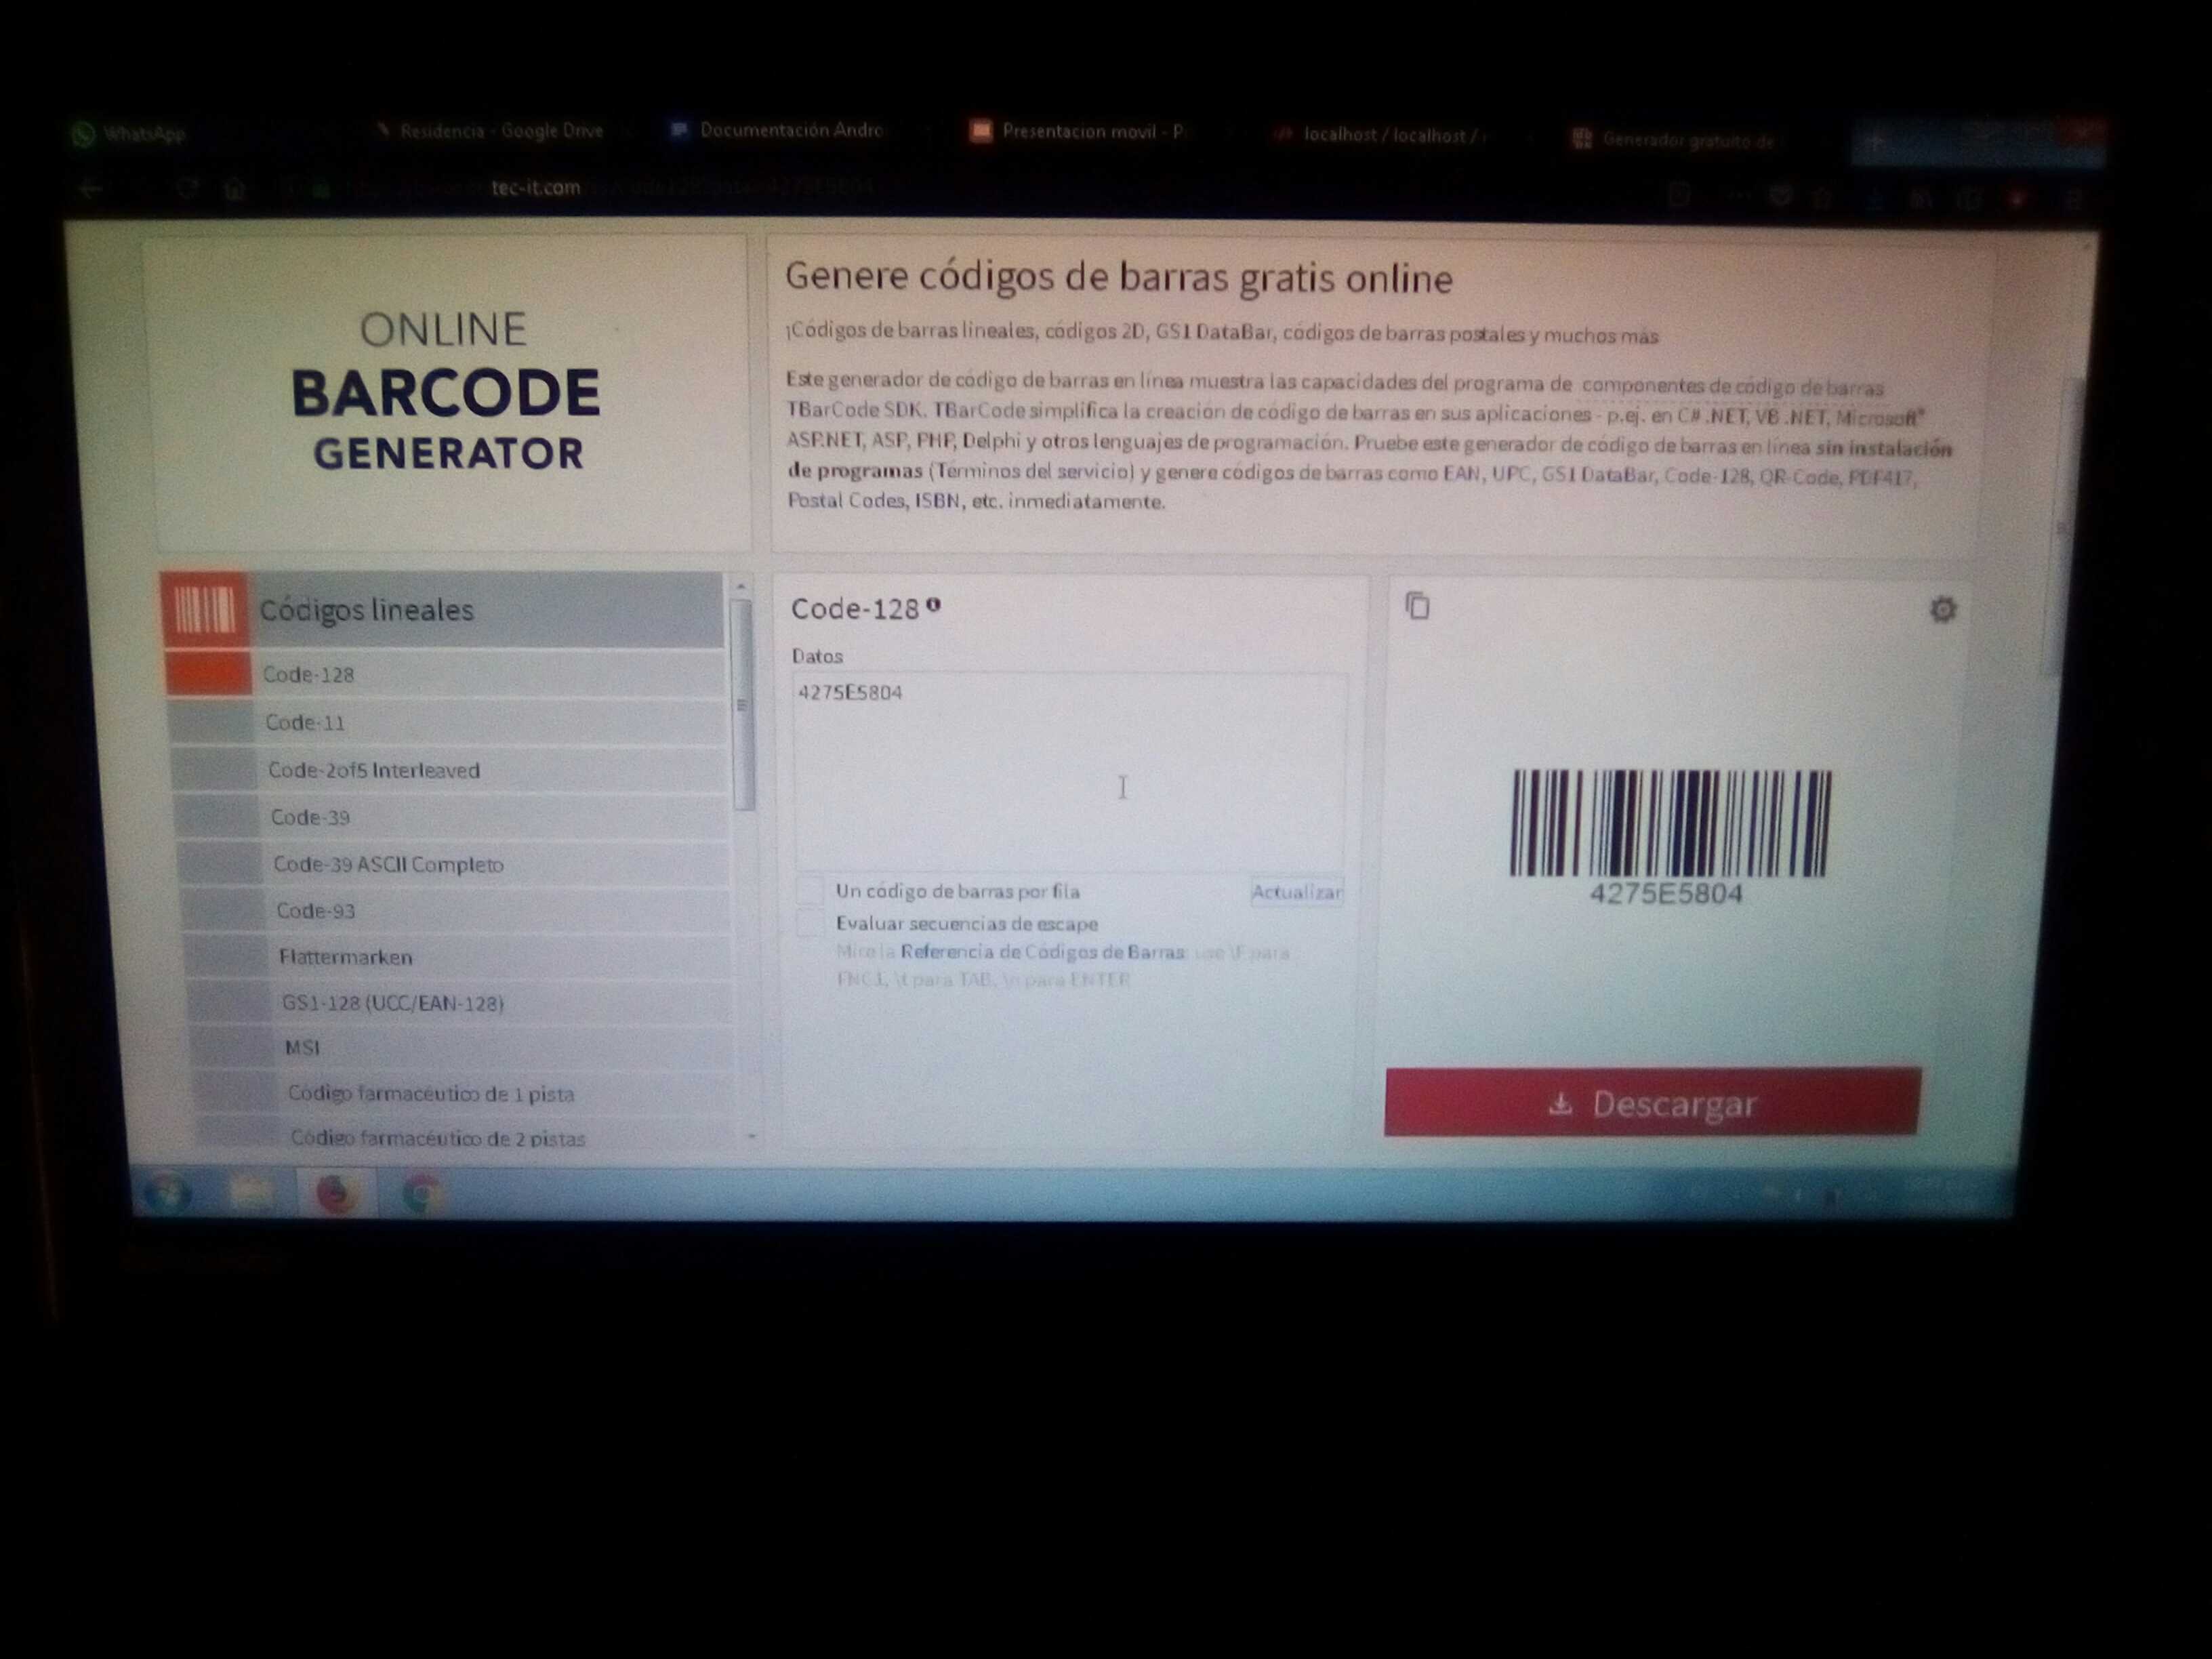 WhatsApp
Residencia - Google Drive
Documentación Andro
Presentacion movil - P
localhost / localhost /
Generador gratuito de
tec-it.com
ONLINE
BARCODE
GENERATOR
Genere códigos de barras gratis online
¡Códigos de barras lineales, códigos 2D, GS1 DataBar, códigos de barras postales y muchos más
Este generador de código de barras en línea muestra las capacidades del programa de componentes de código de barras
TBarCode SDK. TBarCode simplifica la creación de código de barras en sus aplicaciones - p.ej. en C# .NET, VB .NET, Microsoft®
ASP.NET, ASP, PHP, Delphi y otros lenguajes de programación. Pruebe este generador de código de barras en línea sin instalación
de programas (Términos del servicio) y genere códigos de barras como EAN, UPC, GS1 DataBar, Code-128, QR-Code, PDF417,
Postal Codes, ISBN, etc. inmediatamente.
Códigos lineales
Code-128
Code-11
Code-2of5 Interleaved
Code-39
Code-39 ASCII Completo
Code-93
Flattermarken
GS1-128 (UCC/EAN-128)
MSI
Código farmacéutico de 1 pista
Código farmacéutico de 2 pistas
Code-128
Datos
4275E5804
Un código de barras por fila
Actualizar
Evaluar secuencias de escape
Mire la Referencia de Códigos de Barras: use \F para
FNC1, \t para TAB, \n para ENTER
4275E5804
Descargar